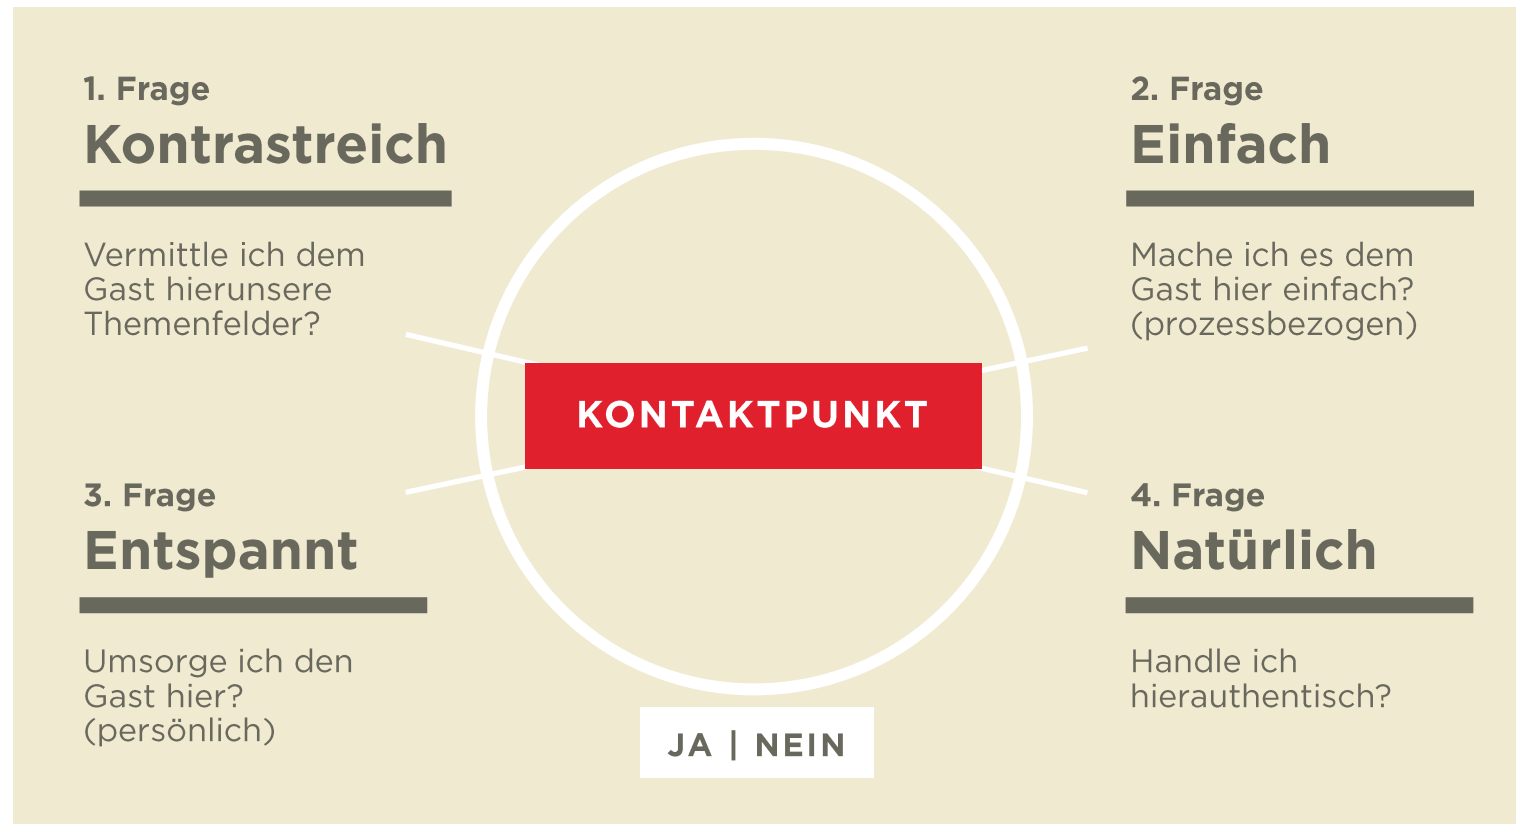 1. Frage
Kontrastreich
Vermittle ich dem
Gast hierunsere
Themenfelder?
2. Frage
Einfach
Mache ich es dem
Gast hier einfach?
(prozessbezogen)
KONTAKTPUNKT
3. Frage
Entspannt
Umsorge ich den
Gast hier?
(persönlich)
4. Frage
Natürlich
Handle ich
hierauthentisch?
JA | NEIN